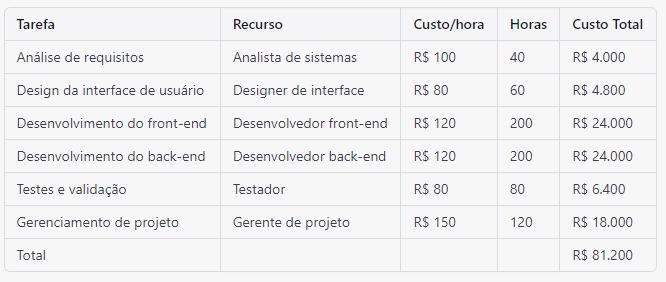 Tarefa Recurso Custo/hora Horas Custo Total
Análise de requisitos Analista de sistemas R$ 100 40 R$ 4.000
Design da interface de usuário Designer de interface R$ 80 60 R$ 4.800
Desenvolvimento do front-end Desenvolvedor front-end R$ 120 200 R$ 24.000
Desenvolvimento do back-end Desenvolvedor back-end R$ 120 200 R$ 24.000
Testes e validação Testador R$ 80 80 R$ 6.400
Gerenciamento de projeto Gerente de projeto R$ 150 120 R$ 18.000
Total R$ 81.200